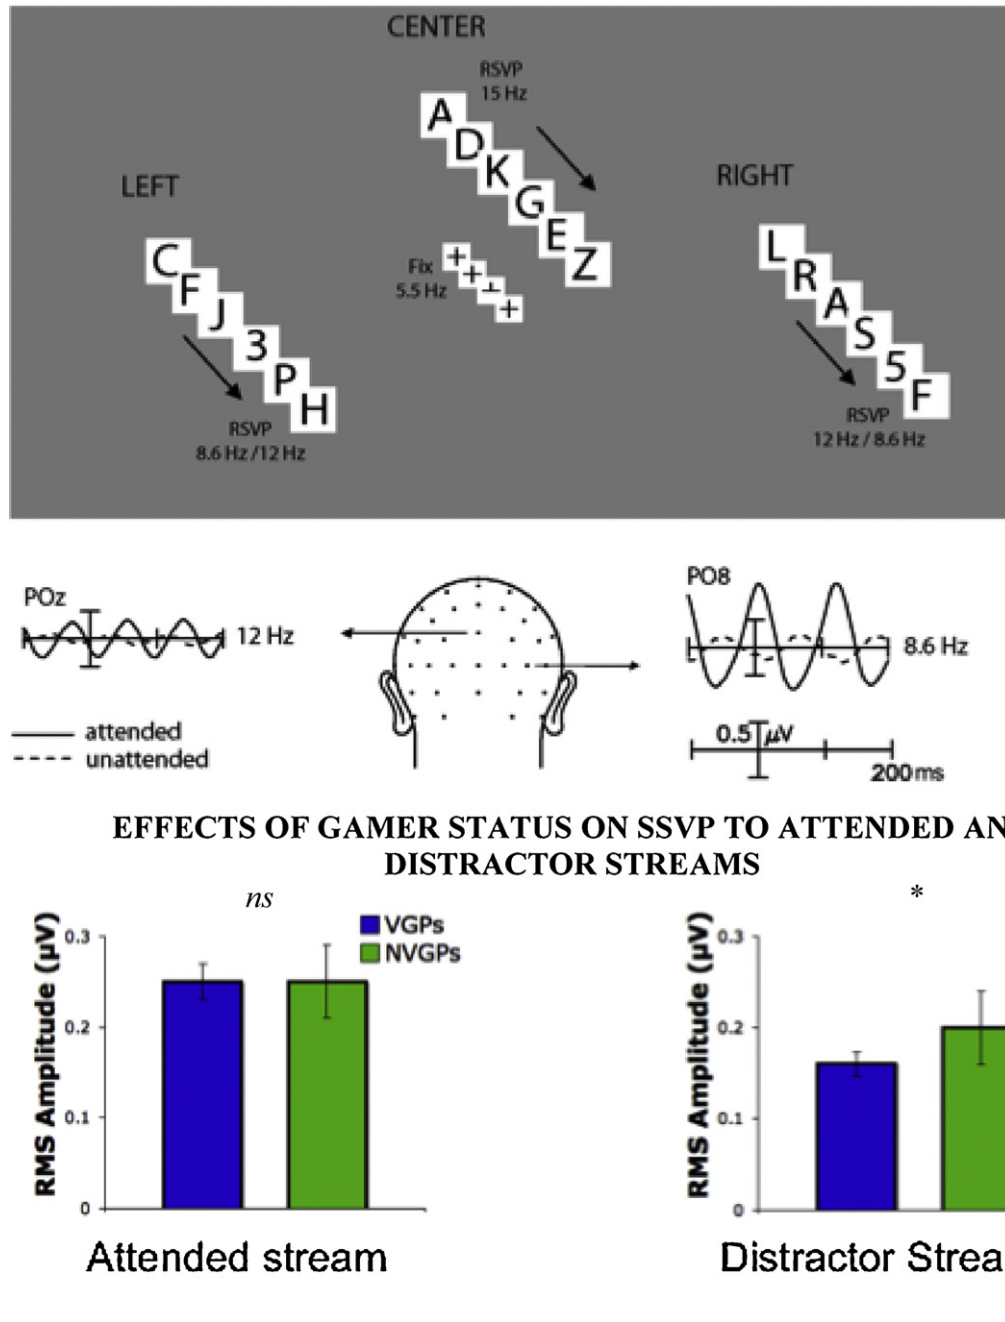 CENTER
RSVP
15 Hz
A
D
K
G
E
Z
LEFT
C
F
J
3
P
H
RSVP
8.6 Hz /12 Hz
Fix
5.5 Hz
+
+
+
+
RIGHT
L
R
A
S
5
F
RSVP
12 Hz / 8.6 Hz
POz
12 Hz
attended
unattended
PO8
8.6 Hz
0.5 μV
200 ms
EFFECTS OF GAMER STATUS ON SSVP TO ATTENDED AN
DISTRACTOR STREAMS
ns
VGPs
NVGPs
RMS Amplitude (μV)
0.3
0.2
0.1
0
Attended stream
*
RMS Amplitude (μV)
0.3
0.2
0.1
0
Distractor Strea